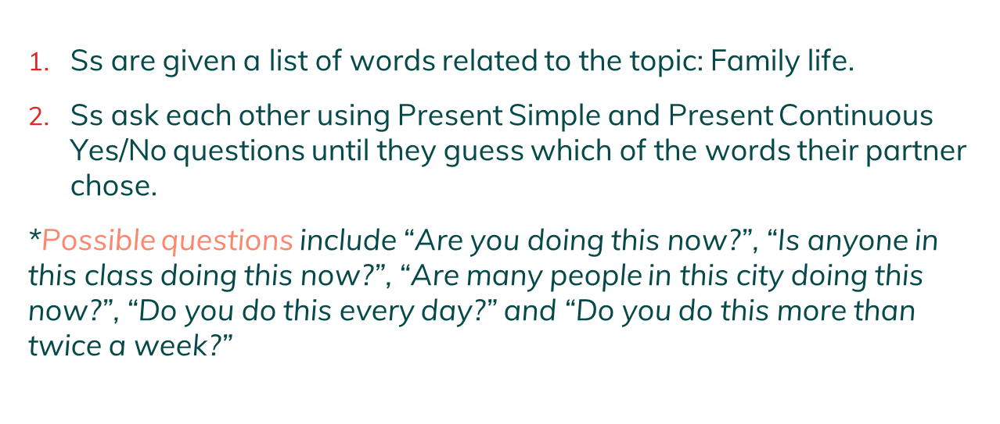 1. Ss are given a list of words related to the topic: Family life.
2. Ss ask each other using Present Simple and Present Continuous
Yes/No questions until they guess which of the words their partner
chose.
*Possible questions include “Are you doing this now?”, “Is anyone in
this class doing this now?”, “Are many people in this city doing this
now?”, “Do you do this every day?” and “Do you do this more than
twice a week?”